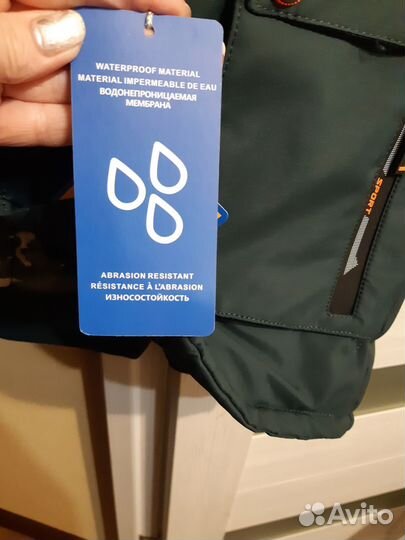 WATERPROOF MATERIAL
MATERIAL IMPERMEABLE DE EAU
ВОДОНЕПРОНИЦАЕМАЯ
МЕМБРАНА
ABRASION RESISTANT
RÉSISTANCE À L'ABRASION
ИЗНОСОСТОЙКОСТЬ
SPORT
Avito